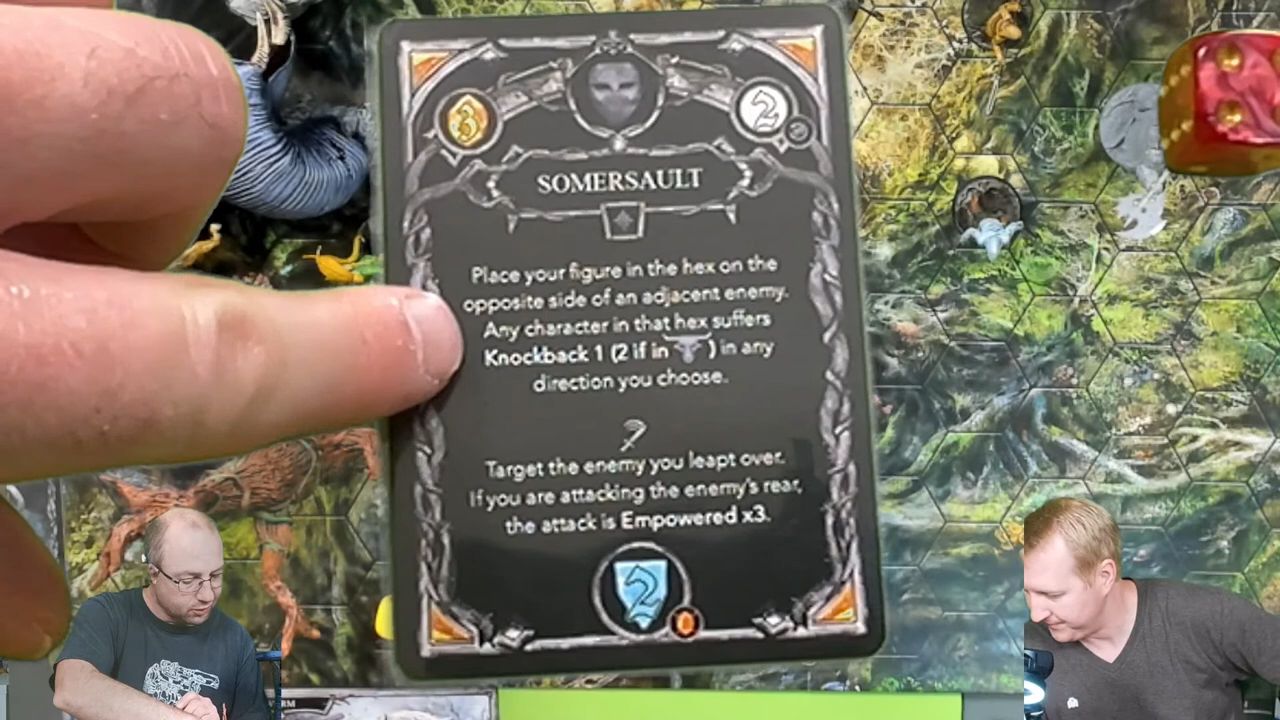 3
2
SOMERSAULT
Place your figure in the hex on the
opposite side of an adjacent enemy.
Any character in that hex suffers
Knockback 1 (2 if in ) in any
direction you choose.
Target the enemy you leapt over.
If you are attacking the enemy's rear,
the attack is Empowered x3.
2
0